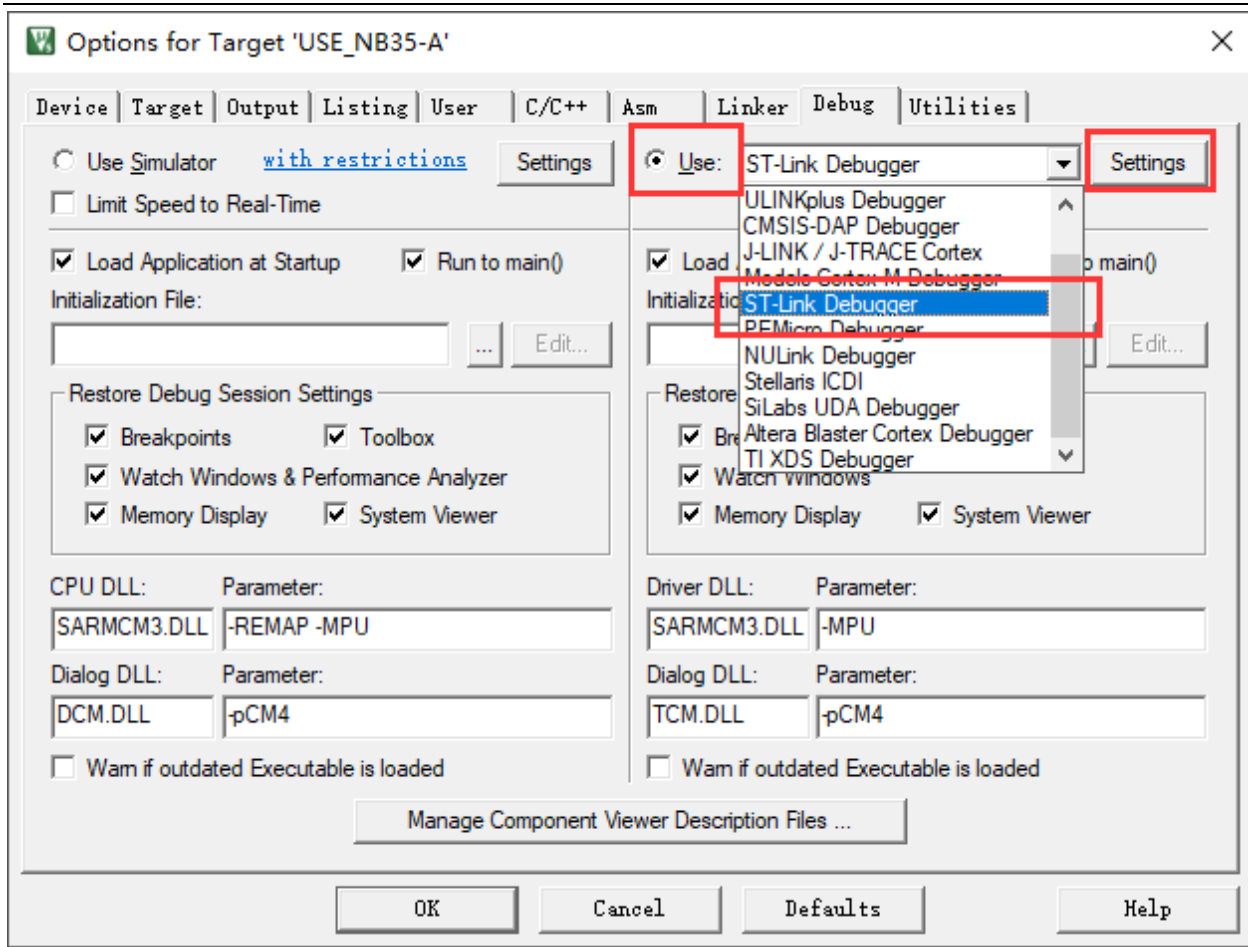 Options for Target 'USE_NB35-A'
Device Target Output Listing User C/C++ Asm Linker Debug Utilities
Use Simulator with restrictions Settings
Limit Speed to Real-Time
Load Application at Startup Run to main()
Initialization File:
... Edit...
Restore Debug Session Settings
Breakpoints Toolbox
Watch Windows & Performance Analyzer
Memory Display System Viewer
CPU DLL: Parameter:
SARMCM3.DLL -REMAP -MPU
Dialog DLL: Parameter:
DCM.DLL -pCM4
Warn if outdated Executable is loaded
Use: ST-Link Debugger Settings
ULINKplus Debugger
CMSIS-DAP Debugger
J-LINK / J-TRACE Cortex
Models Cortex-M Debugger
ST-Link Debugger
PEMicro Debugger
NULink Debugger
Stellaris ICDI
SiLabs UDA Debugger
Altera Blaster Cortex Debugger
TI XDS Debugger
Load main()
Edit...
Restore
Watch Windows
Memory Display System Viewer
Driver DLL: Parameter:
SARMCM3.DLL -MPU
Dialog DLL: Parameter:
TCM.DLL -pCM4
Warn if outdated Executable is loaded
Manage Component Viewer Description Files ...
OK Cancel Defaults Help